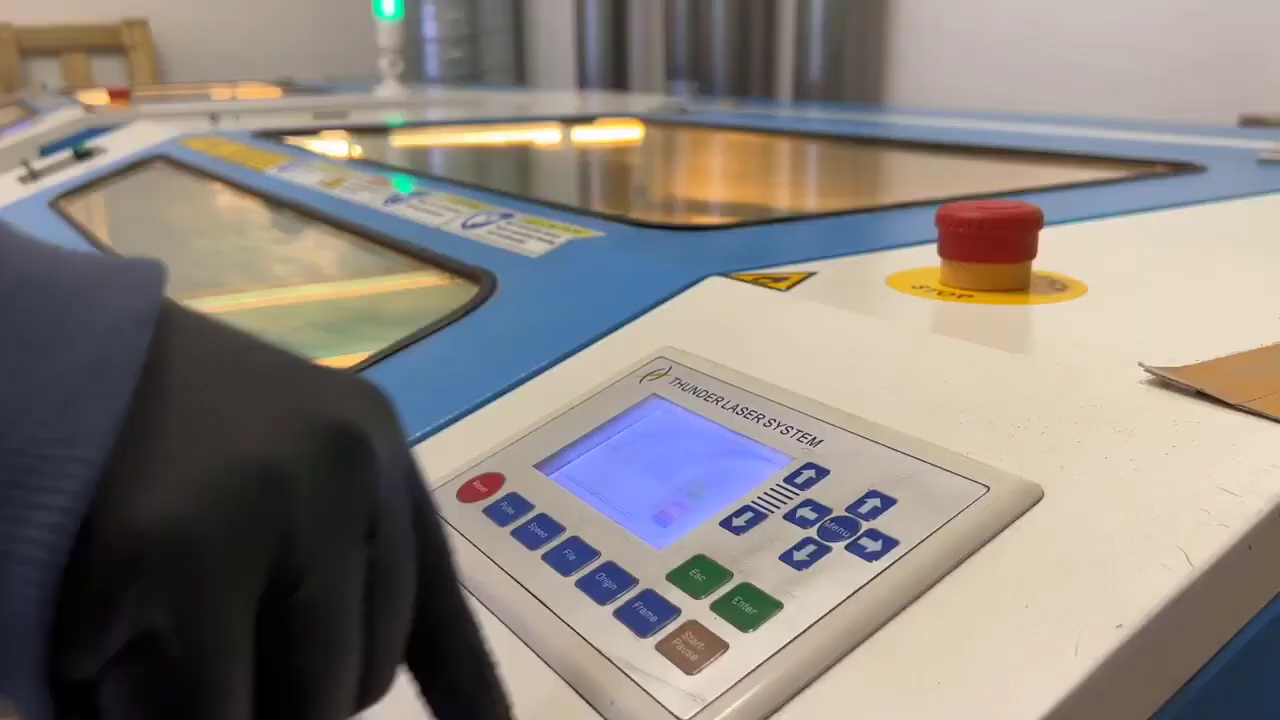 STOP
THUNDER LASER SYSTEM
Reset
Pulse
Speed
File
Origin
Frame
Menu
Esc
Enter
Start-
Pause